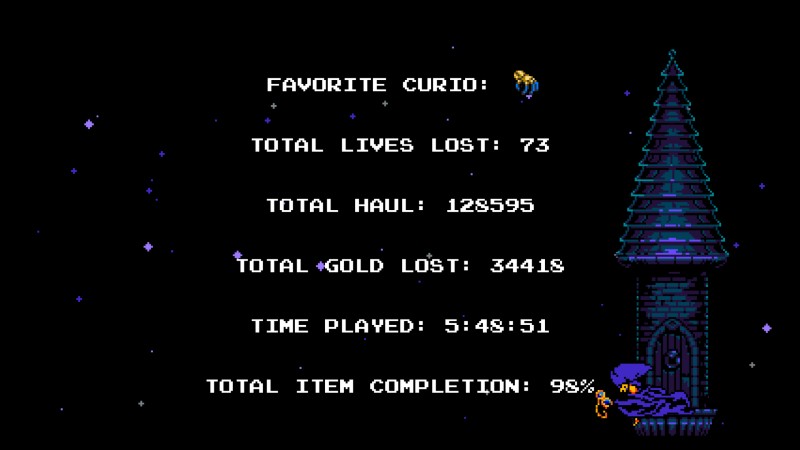 FAVORITE CURIO:
TOTAL LIVES LOST: 73
TOTAL HAUL: 128595
TOTAL GOLD LOST: 34418
TIME PLAYED: 5:48:51
TOTAL ITEM COMPLETION: 98%